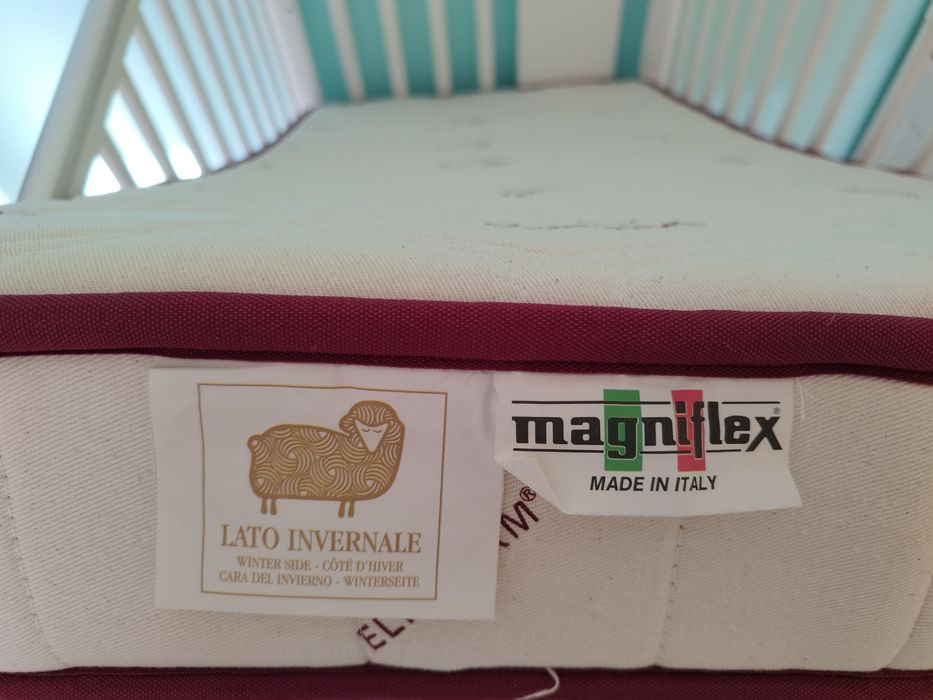 LATO INVERNALE
WINTER SIDE - CÔTÉ D'HIVER
CARA DEL INVIERNO - WINTERSEITE
magniflex®
MADE IN ITALY